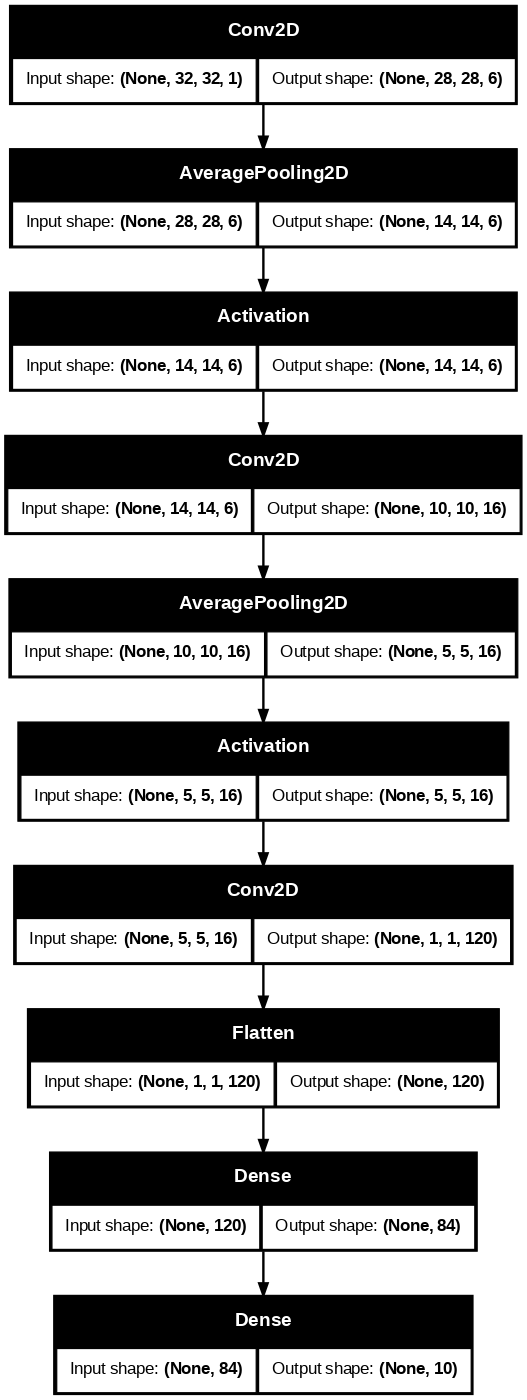 Conv2D
Input shape: (None, 32, 32, 1) Output shape: (None, 28, 28, 6)
AveragePooling2D
Input shape: (None, 28, 28, 6) Output shape: (None, 14, 14, 6)
Activation
Input shape: (None, 14, 14, 6) Output shape: (None, 14, 14, 6)
Conv2D
Input shape: (None, 14, 14, 6) Output shape: (None, 10, 10, 16)
AveragePooling2D
Input shape: (None, 10, 10, 16) Output shape: (None, 5, 5, 16)
Activation
Input shape: (None, 5, 5, 16) Output shape: (None, 5, 5, 16)
Conv2D
Input shape: (None, 5, 5, 16) Output shape: (None, 1, 1, 120)
Flatten
Input shape: (None, 1, 1, 120) Output shape: (None, 120)
Dense
Input shape: (None, 120) Output shape: (None, 84)
Dense
Input shape: (None, 84) Output shape: (None, 10)